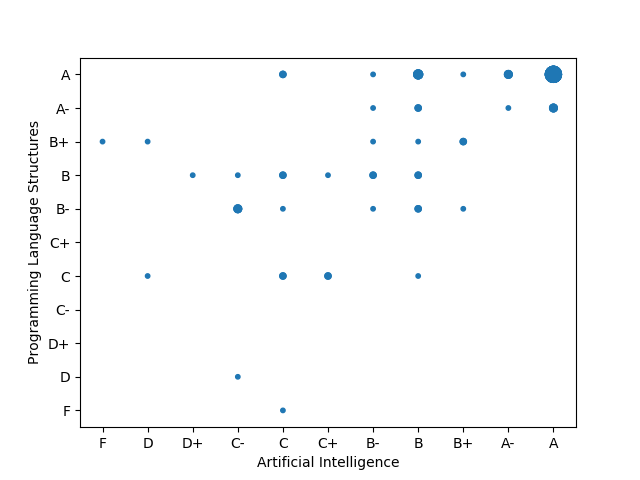 A
A-
B+
B
B-
C+
C
C-
D+
D
F
Programming Language Structures
F D D+ C- C C+ B- B B+ A- A
Artificial Intelligence